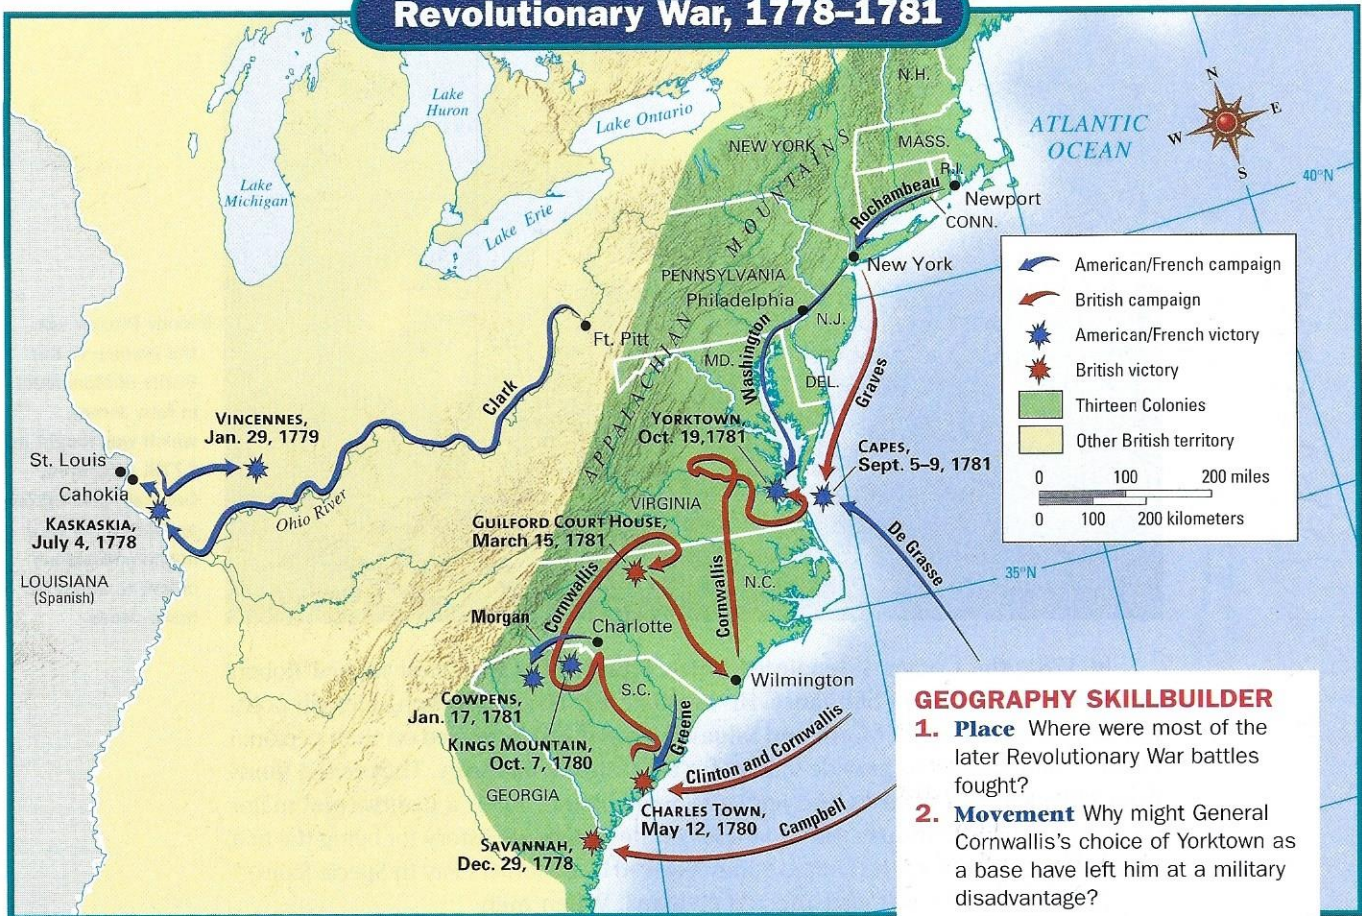 Revolutionary War, 1778–1781
N.H.
Lake
Huron
Lake Ontario
NEW YORK
MASS.
ATLANTIC
OCEAN
N
E
W
S
40°N
R.I.
Lake
Michigan
Lake Erie
Rochambeau
Newport
CONN.
MOUNTAINS
New York
PENNSYLVANIA
Philadelphia
N.J.
Ft. Pitt
MD.
Washington
DEL.
Graves
APPALACHIAN
Clark
VINCENNES,
Jan. 29, 1779
YORKTOWN,
Oct. 19,1781
CAPES,
Sept. 5–9, 1781
St. Louis
Cahokia
KASKASKIA,
July 4, 1778
Ohio River
VIRGINIA
GUILFORD COURT HOUSE,
March 15, 1781
De Grasse
35°N
LOUISIANA
(Spanish)
Cornwallis
Cornwallis
N.C.
Morgan
Charlotte
Wilmington
S.C.
COWPENS,
Jan. 17, 1781
Greene
KINGS MOUNTAIN,
Oct. 7, 1780
Clinton and Cornwallis
GEORGIA
CHARLES TOWN,
May 12, 1780
Campbell
SAVANNAH,
Dec. 29, 1778
American/French campaign
British campaign
American/French victory
British victory
Thirteen Colonies
Other British territory
0 100 200 miles
0 100 200 kilometers
GEOGRAPHY SKILLBUILDER
1. Place Where were most of the
later Revolutionary War battles
fought?
2. Movement Why might General
Cornwallis's choice of Yorktown as
a base have left him at a military
disadvantage?